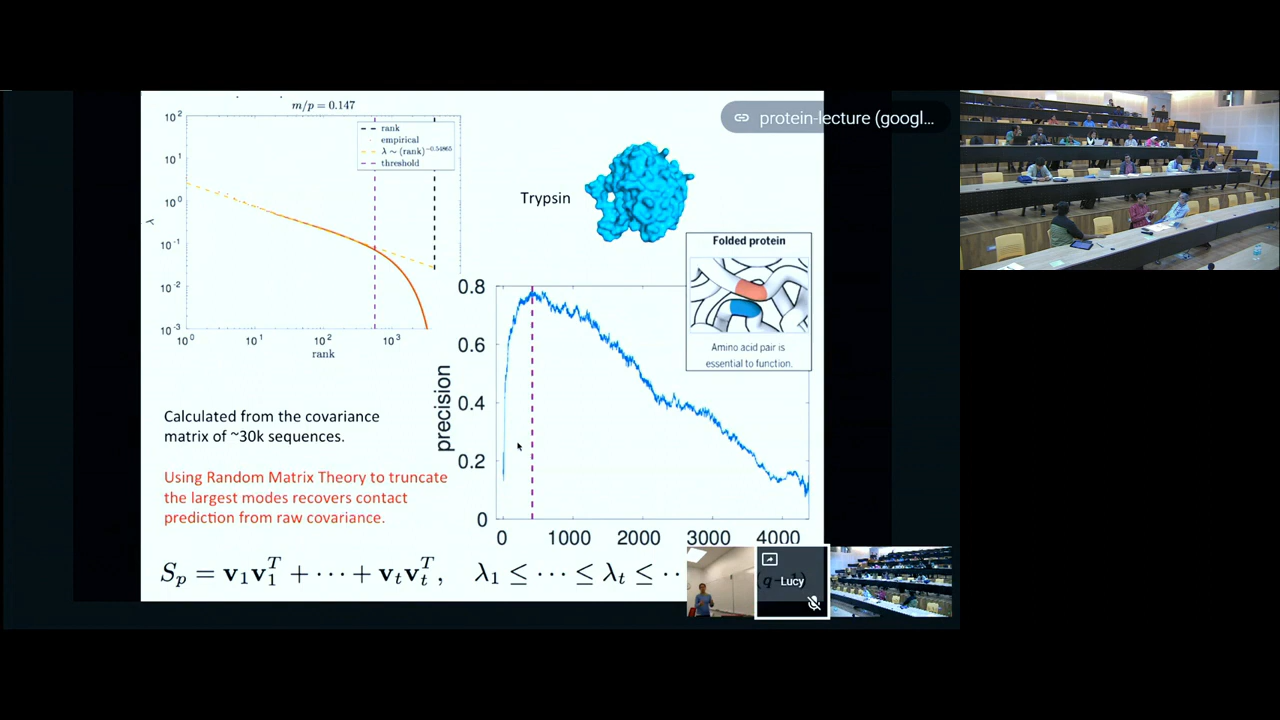 m/p = 0.147
10^2
10^1
10^0
10^-1
10^-2
10^-3
λ
rank
empirical
λ ~ (rank)^-0.54865
threshold
10^0
10^1
10^2
10^3
rank
protein-lecture (googl...
Trypsin
Folded protein
Amino acid pair is
essential to function.
0.8
0.6
0.4
0.2
0
precision
0 1000 2000 3000 4000
Calculated from the covariance
matrix of ~30k sequences.
Using Random Matrix Theory to truncate
the largest modes recovers contact
prediction from raw covariance.
S_p = v_1v_1^T + ⋯ + v_tv_t^T, λ_1 ≤ ⋯ ≤ λ_t ≤ ⋯
Lucy